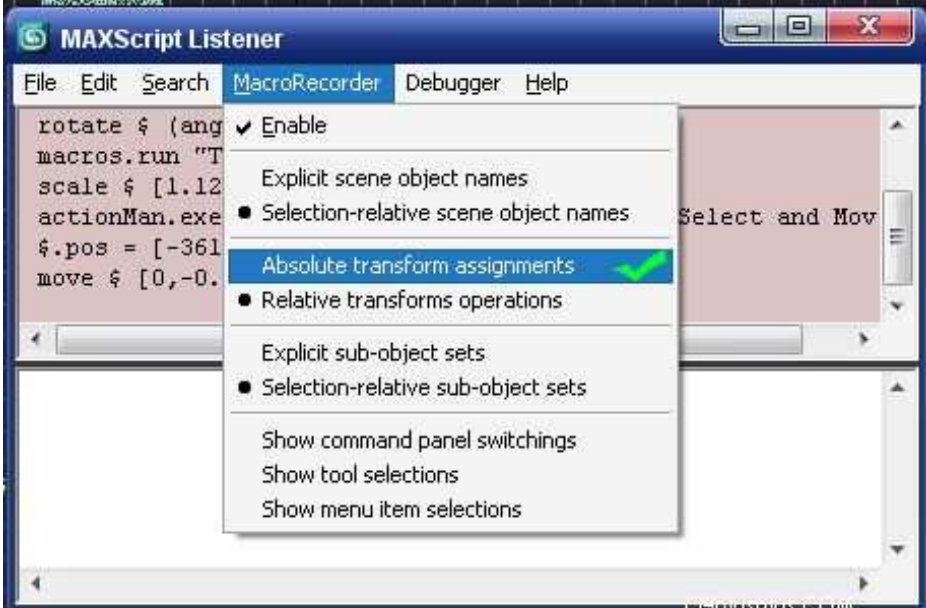 MAXScript Listener
File Edit Search MacroRecorder Debugger Help
rotate $ (ang
macros.run "T
scale $ [1.12
actionMan.exe
Select and Mov
$.pos = [-361
move $ [0,-0.
Enable
Explicit scene object names
Selection-relative scene object names
Absolute transform assignments
Relative transforms operations
Explicit sub-object sets
Selection-relative sub-object sets
Show command panel switchings
Show tool selections
Show menu item selections